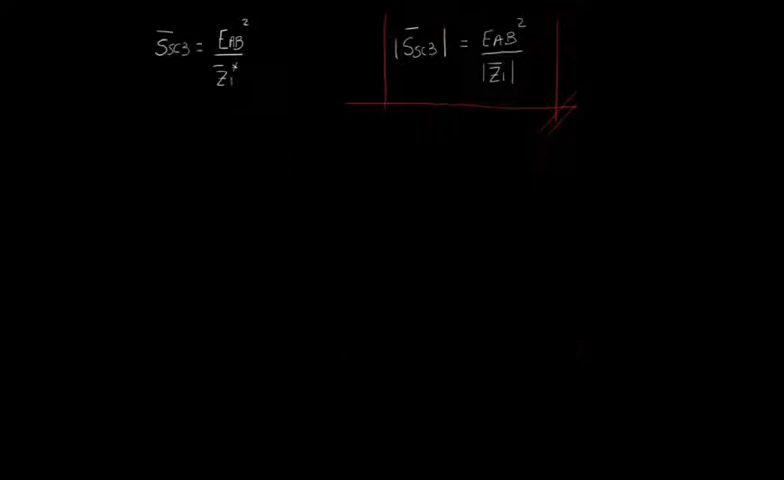 S̅sc3 = EAB² / Z̅₁*
|S̅sc3| = EAB² / |Z̅₁|